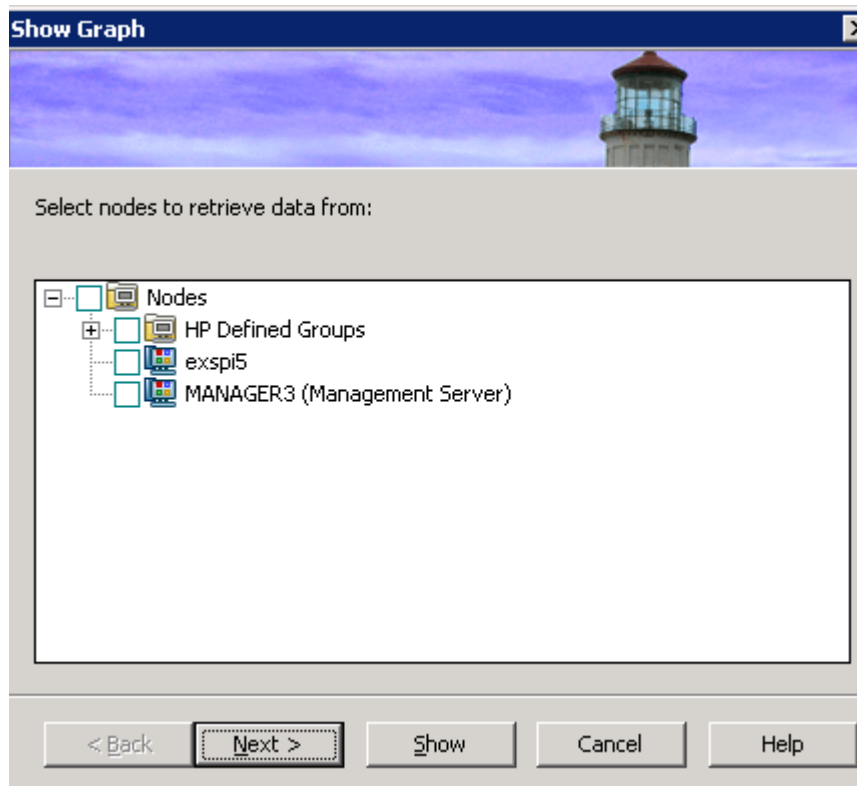 Show Graph
Select nodes to retrieve data from:
Nodes
HP Defined Groups
exspi5
MANAGER3 (Management Server)
< Back Next > Show Cancel Help